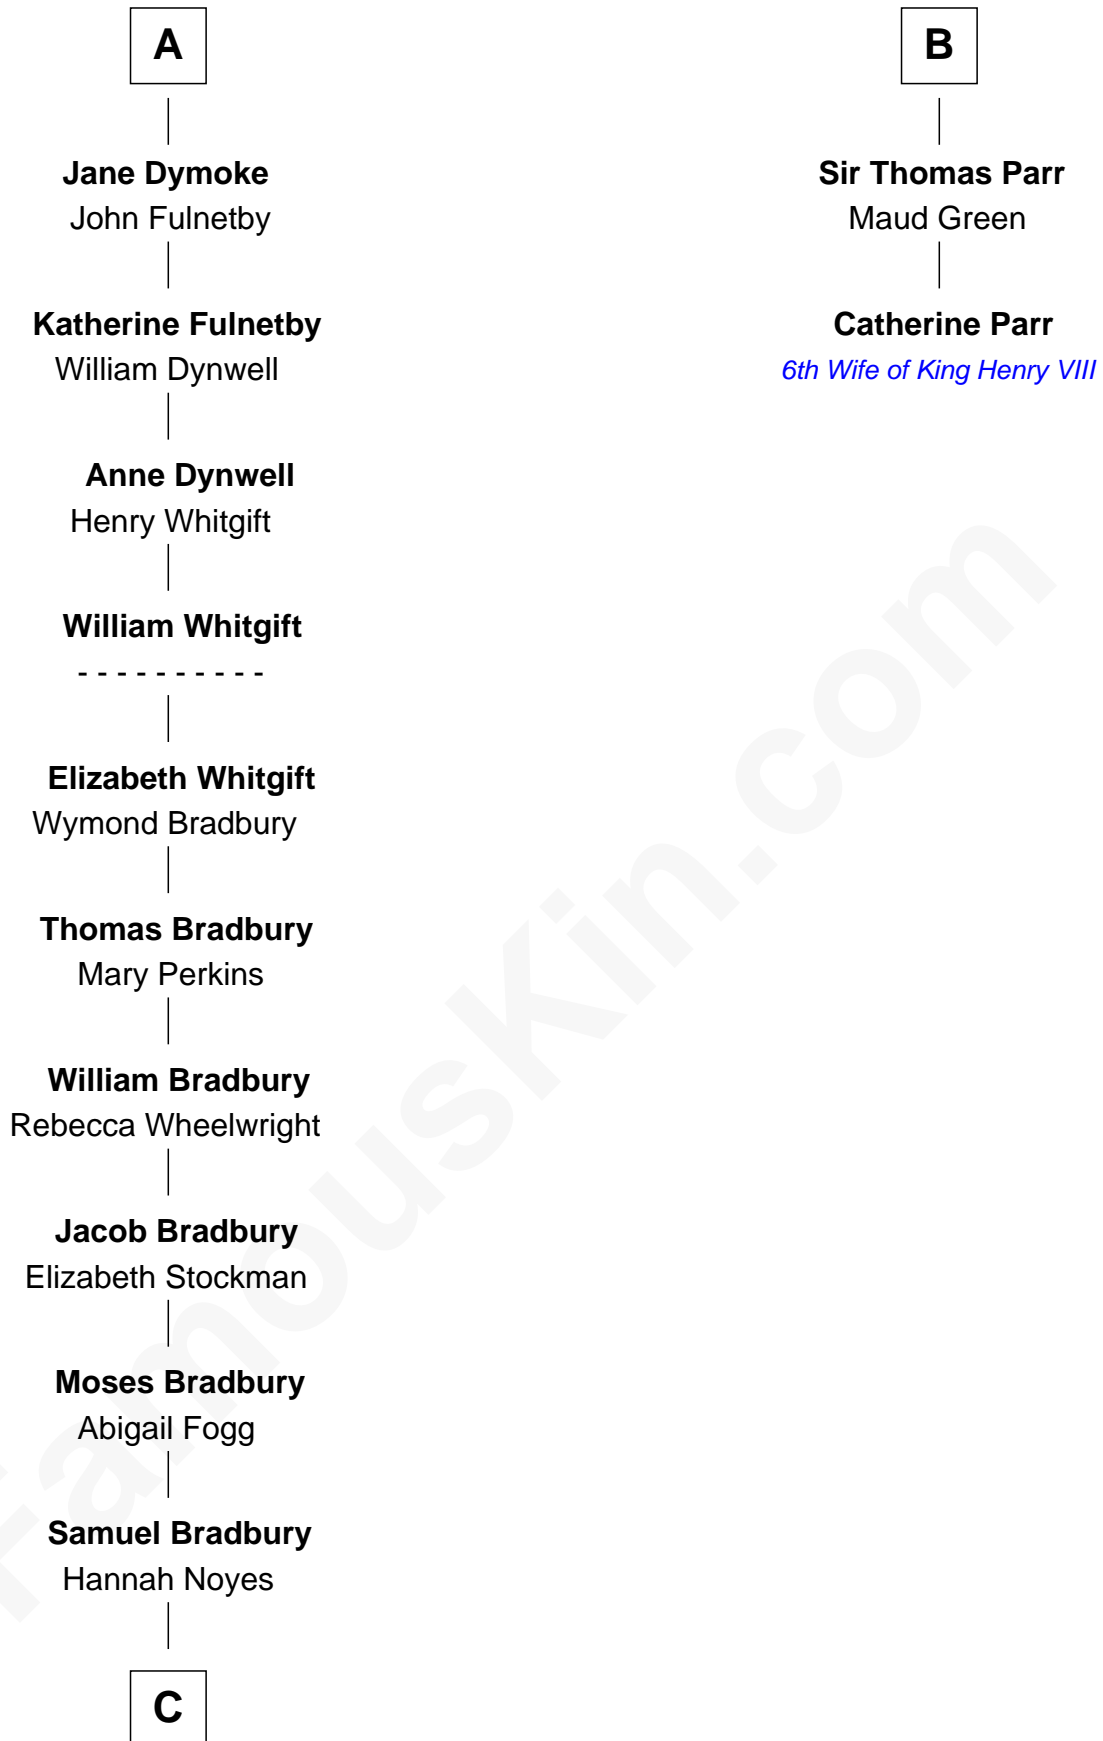 A
Jane Dymoke
John Fulnetby
Katherine Fulnetby
William Dynwell
Anne Dynwell
Henry Whitgift
William Whitgift
- - - - - - - - - -
Elizabeth Whitgift
Wymond Bradbury
Thomas Bradbury
Mary Perkins
William Bradbury
Rebecca Wheelwright
Jacob Bradbury
Elizabeth Stockman
Moses Bradbury
Abigail Fogg
Samuel Bradbury
Hannah Noyes
C
B
Sir Thomas Parr
Maud Green
Catherine Parr
6th Wife of King Henry VIII
FamousKin.com